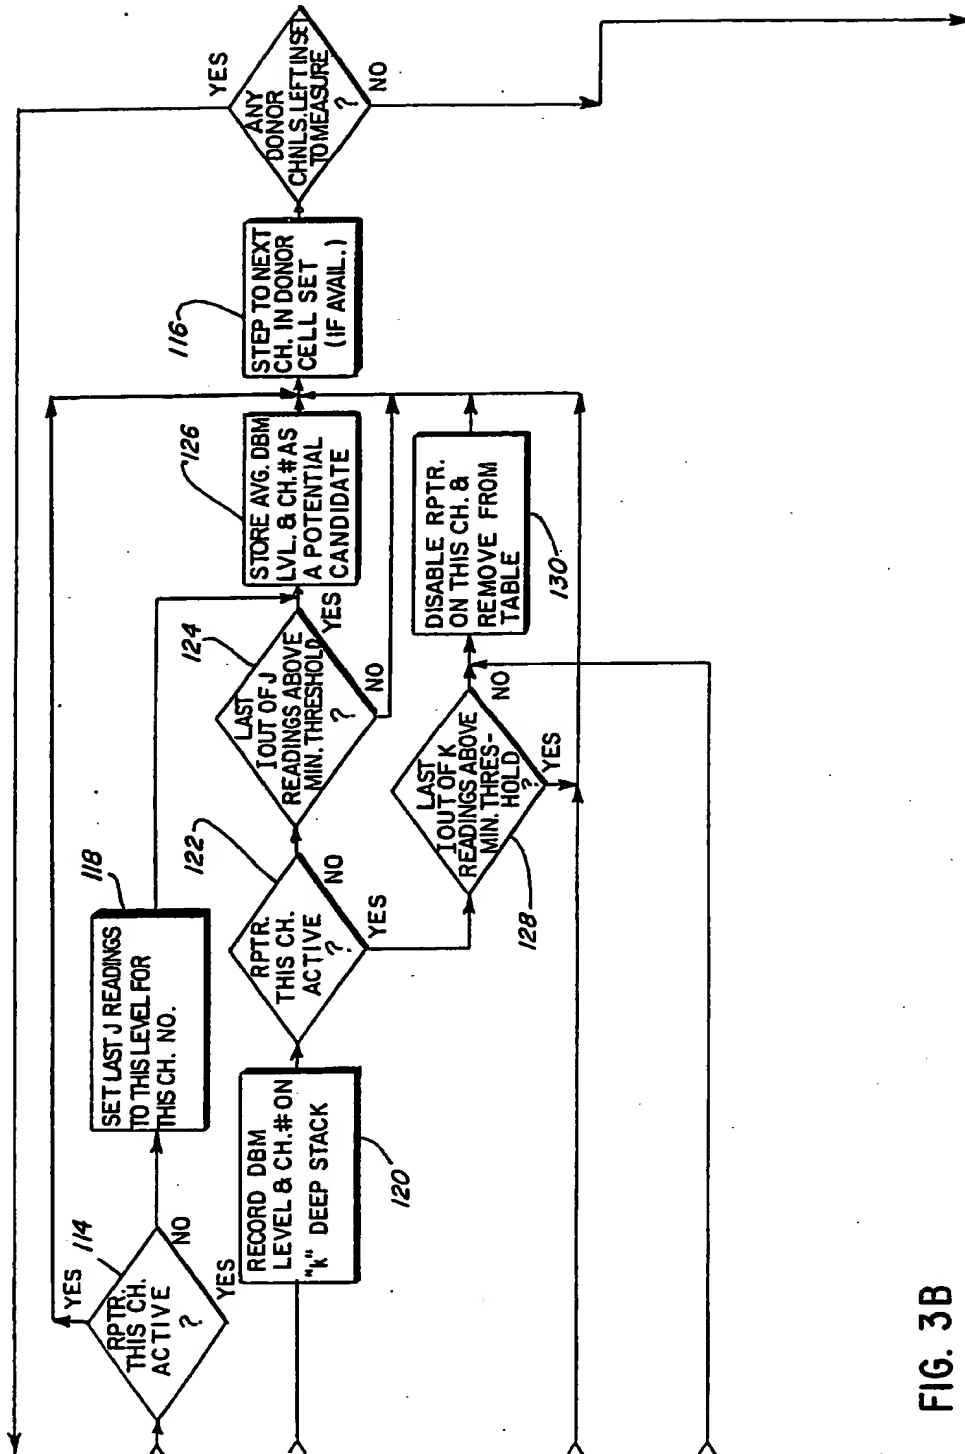 RPTR.
THIS CH.
ACTIVE
?
114
YES
NO
YES
SET LAST J READINGS
TO THIS LEVEL FOR
THIS CH. NO.
118
RECORD DBM
LEVEL & CH.# ON
"K" DEEP STACK
120
RPTR.
THIS CH.
ACTIVE
?
122
NO
YES
LAST
I OUT OF J
READINGS ABOVE
MIN. THRESHOLD
?
124
YES
NO
STORE AVG. DBM
LVL. & CH.# AS
A POTENTIAL
CANDIDATE
126
LAST
I OUT OF K
READINGS ABOVE
MIN. THRES-
HOLD
?
128
NO
YES
DISABLE RPTR.
ON THIS CH. &
REMOVE FROM
TABLE
130
STEP TO NEXT
CH. IN DONOR
CELL SET
(IF AVAIL.)
116
ANY
DONOR
CHNLS. LEFT IN SET
TO MEASURE
?
YES
NO
FIG. 3B